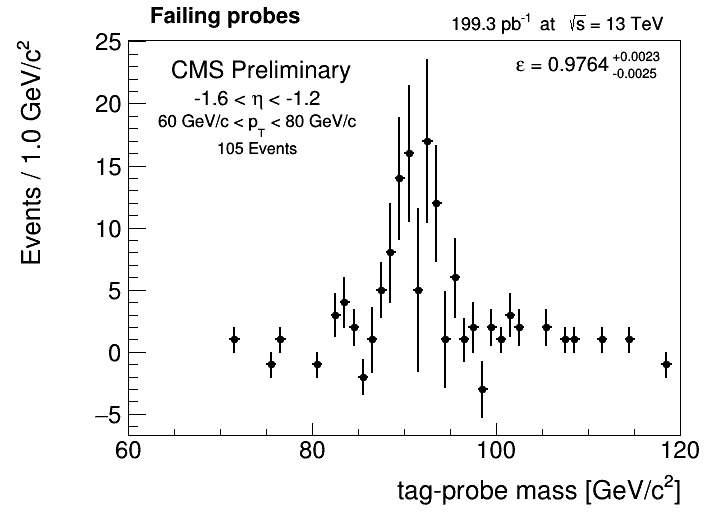 Failing probes
199.3 pb⁻¹ at √s = 13 TeV
CMS Preliminary
-1.6 < η < -1.2
60 GeV/c < p_T < 80 GeV/c
105 Events
ε = 0.9764 +0.0023 -0.0025
Events / 1.0 GeV/c²
25
20
15
10
5
0
−5
60 80 100 120
tag-probe mass [GeV/c²]